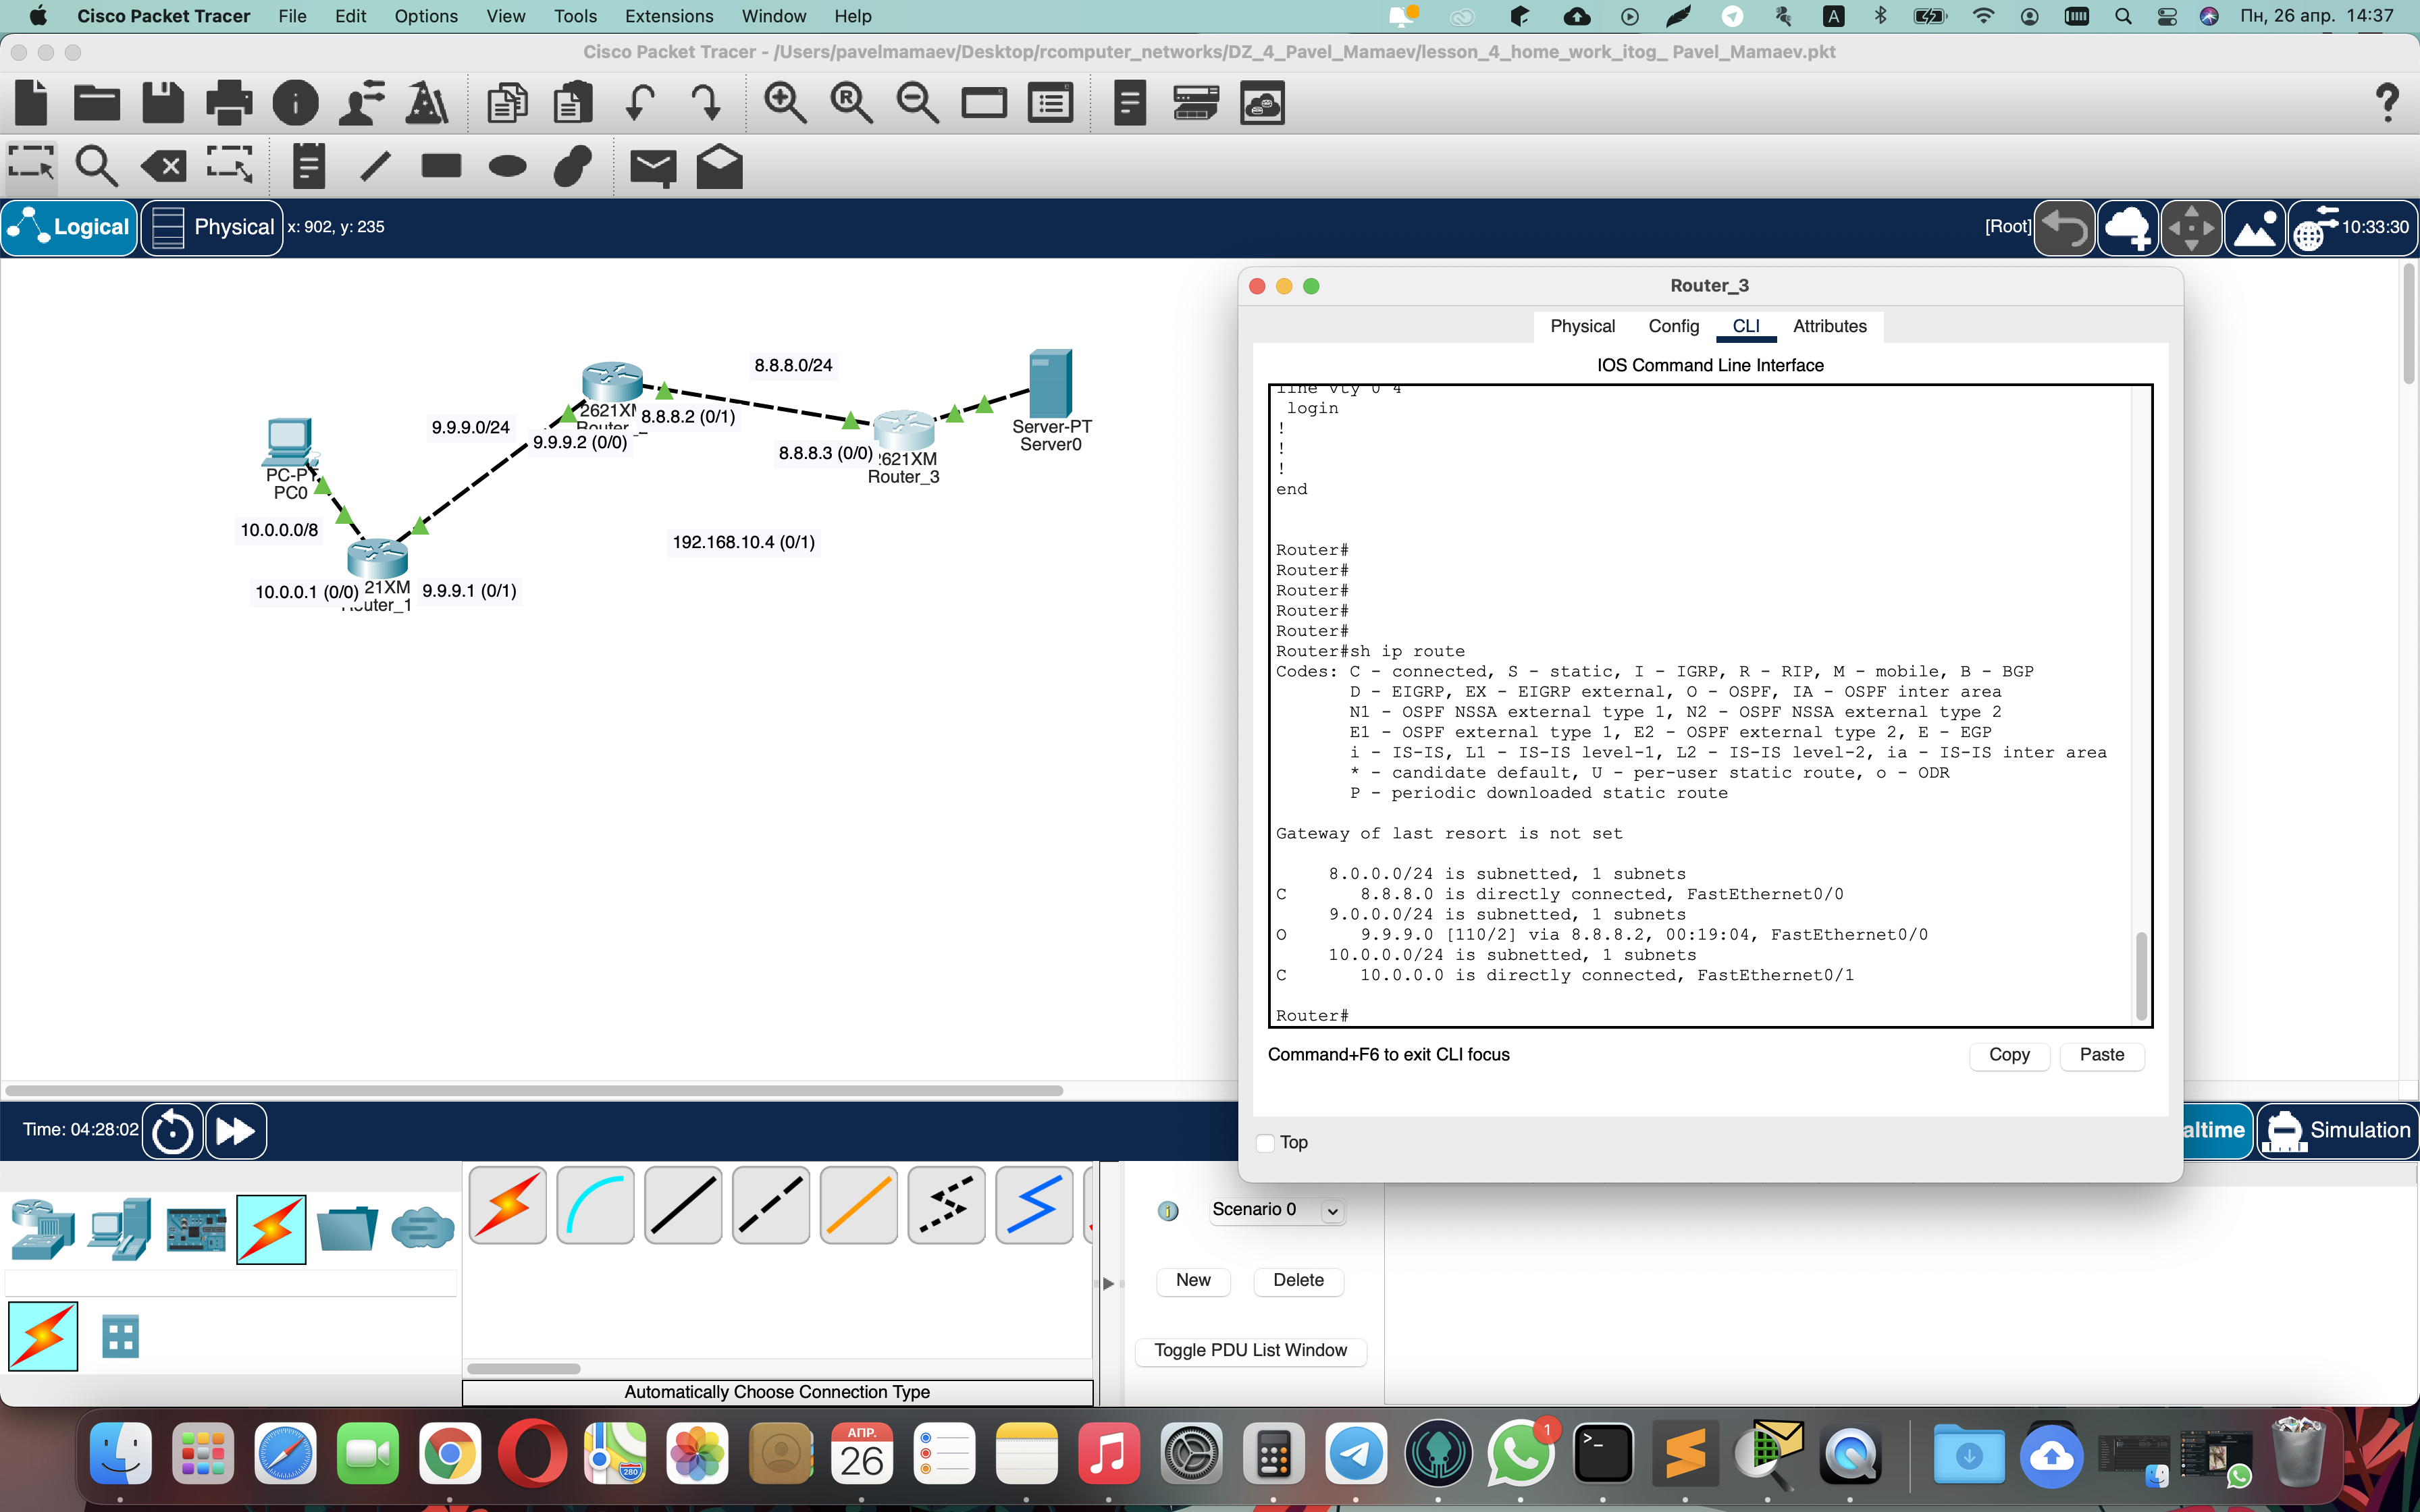 Cisco Packet Tracer File Edit Options View Tools Extensions Window Help
A Пн, 26 апр. 14:37
Cisco Packet Tracer - /Users/pavelmamaev/Desktop/rcomputer_networks/DZ_4_Pavel_Mamaev/lesson_4_home_work_itog_ Pavel_Mamaev.pkt
Logical Physical x: 902, y: 235 [Root] 10:33:30
8.8.8.0/24
9.9.9.0/24
2621XM
8.8.8.2 (0/1)
9.9.9.2 (0/0)
Server-PT
Server0
8.8.8.3 (0/0)
2621XM
Router_3
PC-PT
PC0
10.0.0.0/8
192.168.10.4 (0/1)
10.0.0.1 (0/0)
21XM
Router_1
9.9.9.1 (0/1)
Router_3
Physical Config CLI Attributes
IOS Command Line Interface
line vty 0 4
login
!
!
!
end
Router#
Router#
Router#
Router#
Router#
Router#sh ip route
Codes: C - connected, S - static, I - IGRP, R - RIP, M - mobile, B - BGP
D - EIGRP, EX - EIGRP external, O - OSPF, IA - OSPF inter area
N1 - OSPF NSSA external type 1, N2 - OSPF NSSA external type 2
E1 - OSPF external type 1, E2 - OSPF external type 2, E - EGP
i - IS-IS, L1 - IS-IS level-1, L2 - IS-IS level-2, ia - IS-IS inter area
* - candidate default, U - per-user static route, o - ODR
P - periodic downloaded static route
Gateway of last resort is not set
8.0.0.0/24 is subnetted, 1 subnets
C 8.8.8.0 is directly connected, FastEthernet0/0
9.0.0.0/24 is subnetted, 1 subnets
O 9.9.9.0 [110/2] via 8.8.8.2, 00:19:04, FastEthernet0/0
10.0.0.0/24 is subnetted, 1 subnets
C 10.0.0.0 is directly connected, FastEthernet0/1
Router#
Command+F6 to exit CLI focus
Copy Paste
Top
Time: 04:28:02
altime Simulation
Scenario 0
New Delete
Toggle PDU List Window
Automatically Choose Connection Type
АПР.
26
280
1